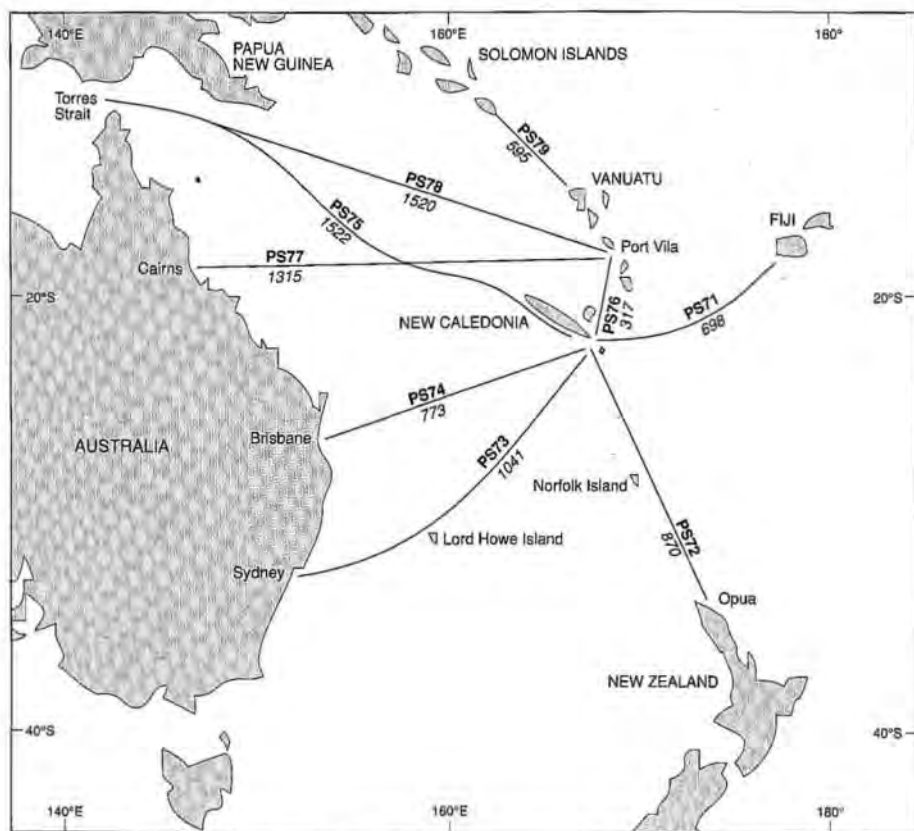 140°E
160°E
180°
PAPUA
NEW GUINEA
SOLOMON ISLANDS
Torres
Strait
PS79
595
PS78
1520
VANUATU
PS75
1522
FIJI
Port Vila
PS77
1315
Cairns
20°S
20°S
PS76
317
PS71
698
NEW CALEDONIA
PS74
773
AUSTRALIA
Brisbane
PS73
1041
Norfolk Island
PS72
870
Lord Howe Island
Sydney
Opua
NEW ZEALAND
40°S
40°S
140°E
160°E
180°